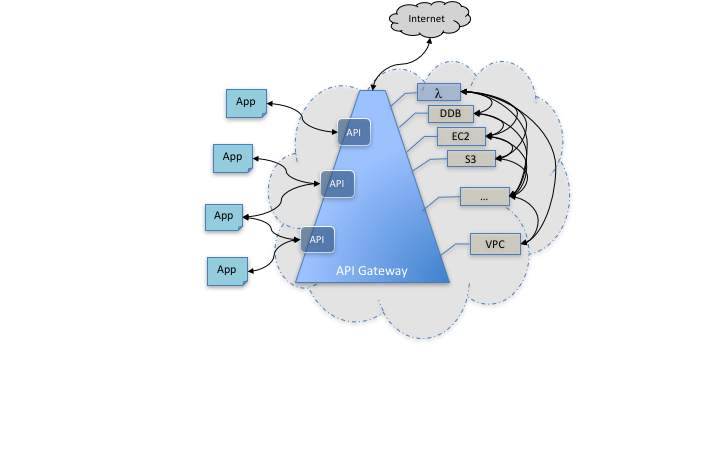 Internet
App
λ
DDB
API
EC2
App
S3
API
...
App
API
VPC
App
API Gateway